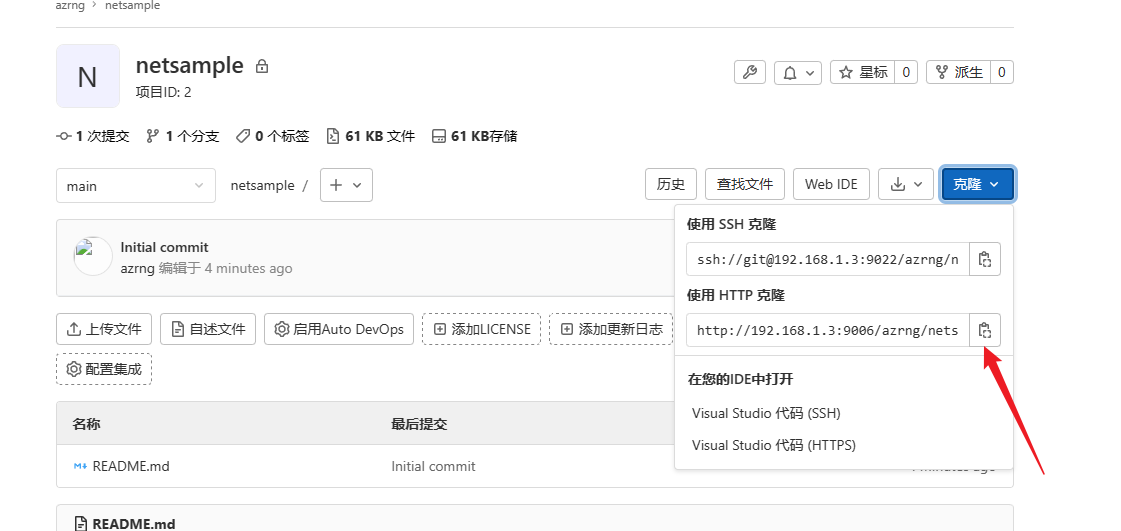 azrng > netsample
N
netsample
项目ID: 2
星标 0
派生 0
1 次提交 1 个分支 0 个标签 61 KB 文件 61 KB存储
main
netsample /
历史 查找文件 Web IDE 克隆
使用 SSH 克隆
ssh://git@192.168.1.3:9022/azrng/n
使用 HTTP 克隆
http://192.168.1.3:9006/azrng/nets
在您的IDE中打开
Visual Studio 代码 (SSH)
Visual Studio 代码 (HTTPS)
Initial commit
azrng 编辑于 4 minutes ago
上传文件 自述文件 启用Auto DevOps 添加LICENSE 添加更新日志
配置集成
名称 最后提交
README.md Initial commit
README.md